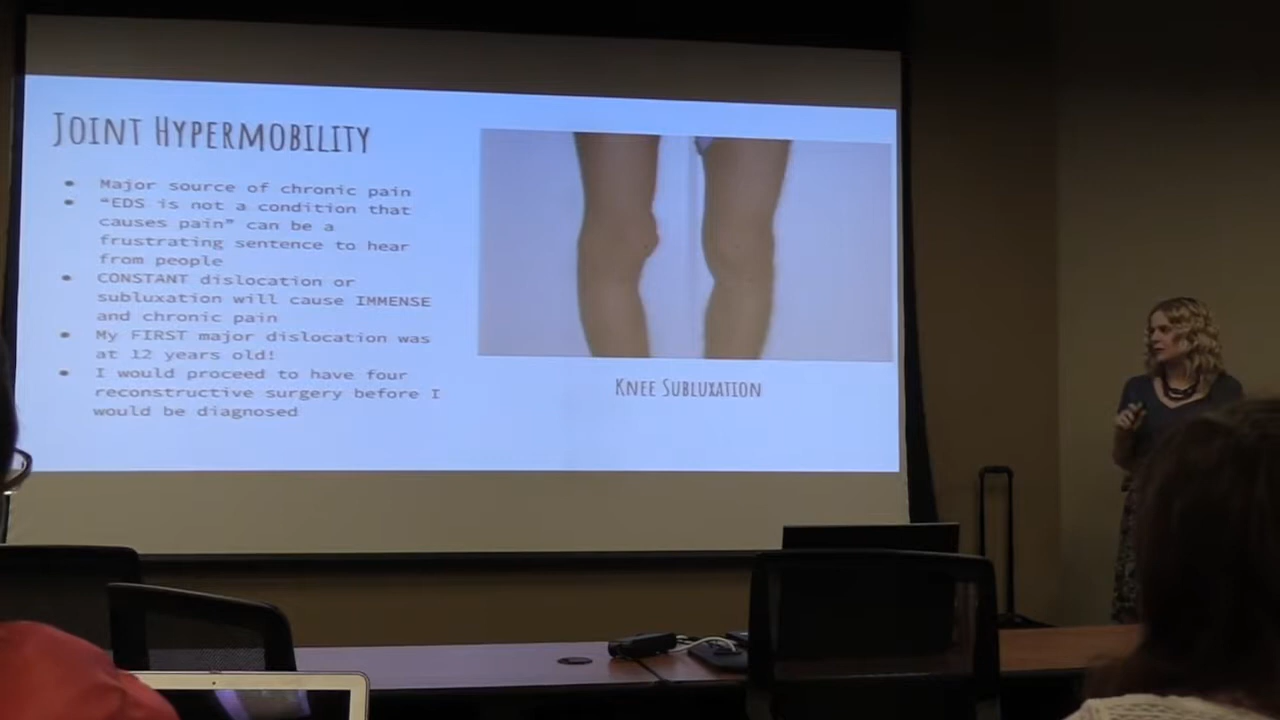 JOINT HYPERMOBILITY
• Major source of chronic pain
• “EDS is not a condition that
causes pain” can be a
frustrating sentence to hear
from people
• CONSTANT dislocation or
subluxation will cause IMMENSE
and chronic pain
• My FIRST major dislocation was
at 12 years old!
• I would proceed to have four
reconstructive surgery before I
would be diagnosed
KNEE SUBLUXATION